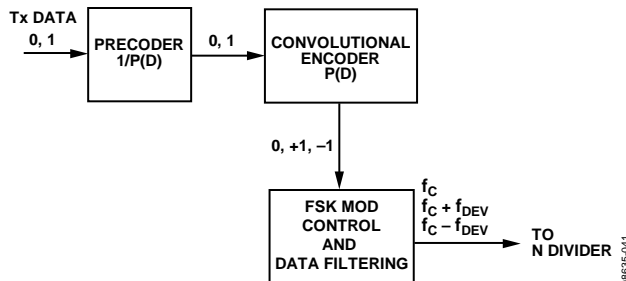 Tx DATA
0, 1
PRECODER
1/P(D)
0, 1
CONVOLUTIONAL
ENCODER
P(D)
0, +1, –1
FSK MOD
CONTROL
AND
DATA FILTERING
fC
fC + fDEV
fC – fDEV
TO
N DIVIDER